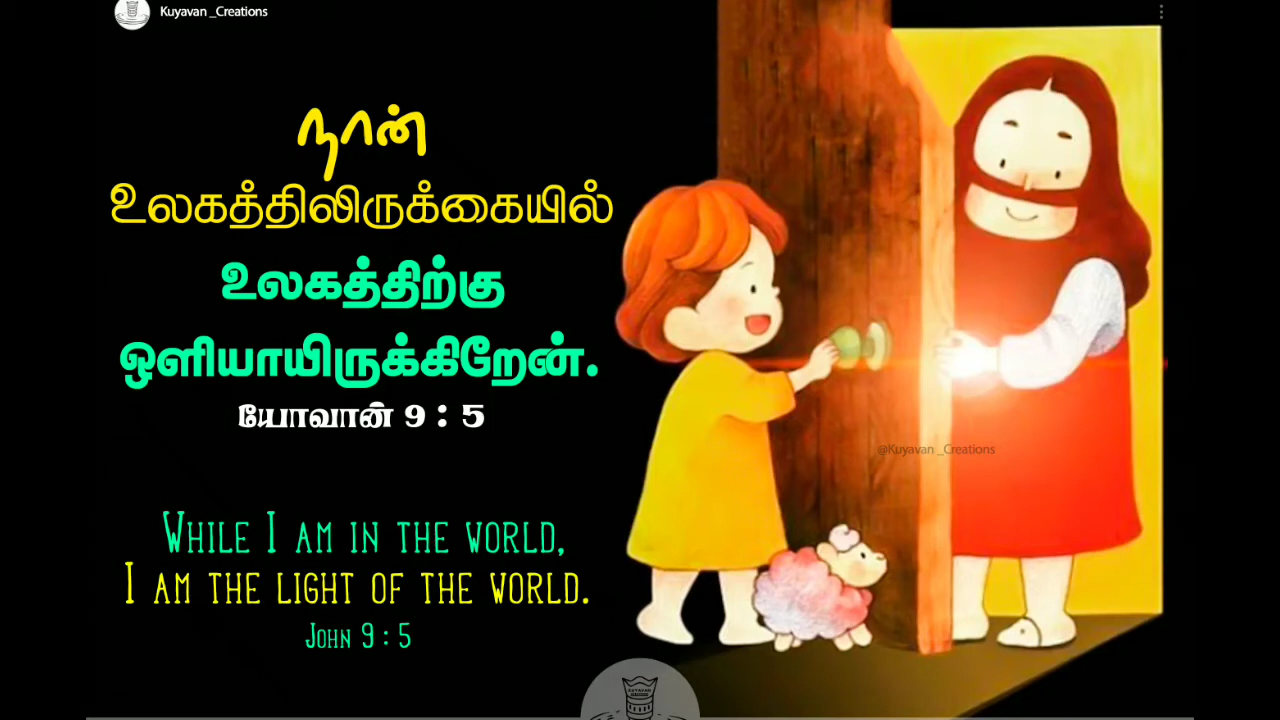 Kuyavan _Creations
நான்
உலகத்திலிருக்கையில்
உலகத்திற்கு
ஒளியாயிருக்கிறேன்.
யோவான் 9 : 5
While I am in the world,
I am the light of the world.
John 9 : 5
@Kuyavan _Creations
KUYAVAN